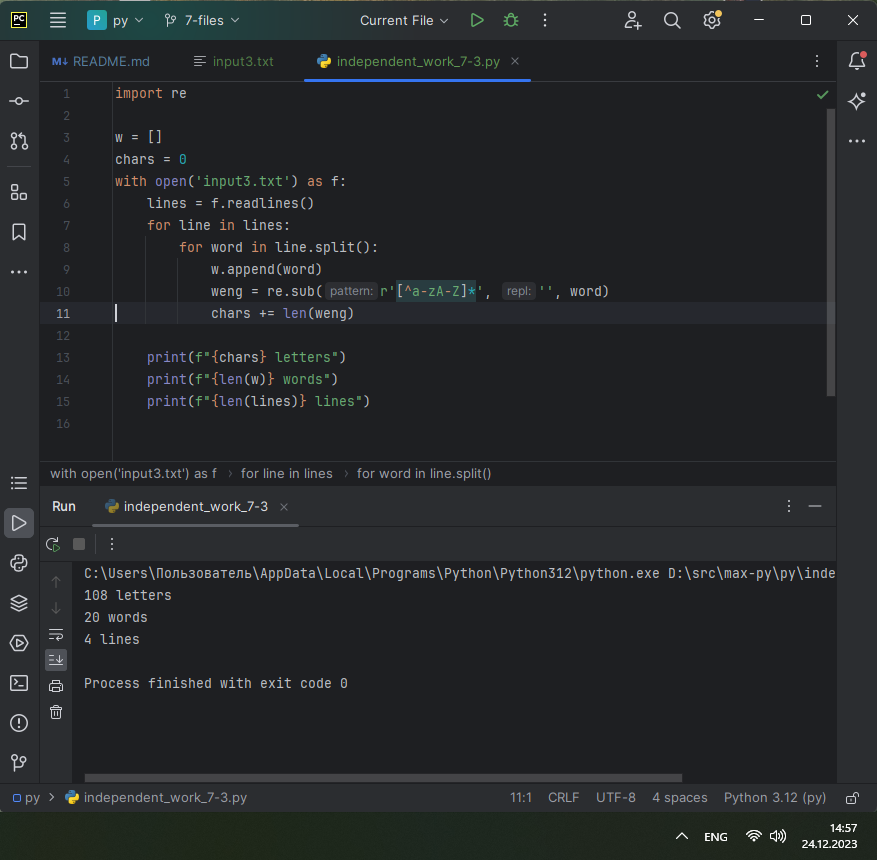 PC P py 7-files Current File
M↓ README.md input3.txt independent_work_7-3.py
1 import re
2
3 w = []
4 chars = 0
5 with open('input3.txt') as f:
6 lines = f.readlines()
7 for line in lines:
8 for word in line.split():
9 w.append(word)
10 weng = re.sub( pattern: r'[^a-zA-Z]*', repl: '', word)
11 chars += len(weng)
12
13 print(f"{chars} letters")
14 print(f"{len(w)} words")
15 print(f"{len(lines)} lines")
16
with open('input3.txt') as f › for line in lines › for word in line.split()
Run independent_work_7-3
C:\Users\Пользователь\AppData\Local\Programs\Python\Python312\python.exe D:\src\max-py\py\inde
108 letters
20 words
4 lines
Process finished with exit code 0
py › independent_work_7-3.py 11:1 CRLF UTF-8 4 spaces Python 3.12 (py)
ENG 14:57
24.12.2023